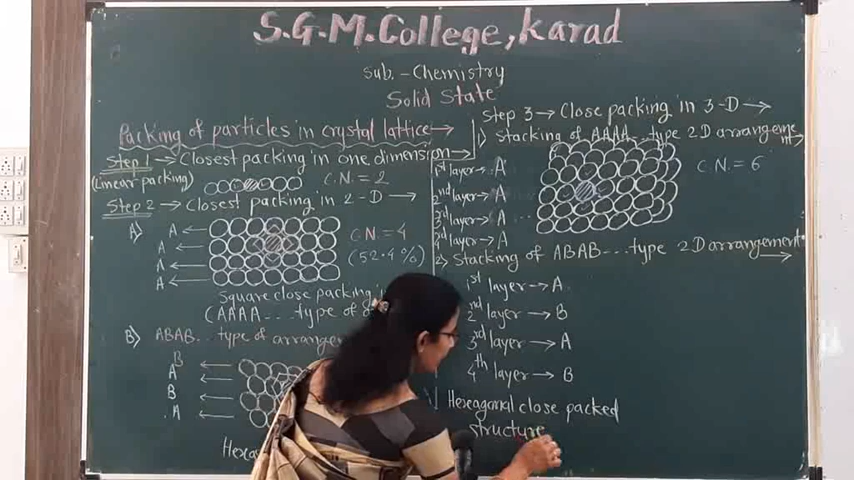 S.G.M. College, Karad
Sub. - Chemistry
Solid State
Packing of particles in crystal lattice →
Step 1 → Closest packing in one dimension →
(Linear packing) C.N. = 2
Step 2 → Closest packing in 2-D →
A) A ←
A ←
A ←
A ←
C.N. = 4
(52.4%)
Square close packing
(AAAA... type of
B) ABAB... type of
B
A ←
B ←
A ←
Step 3 → Close packing in 3-D →
1) Stacking of AAAA... type 2D arrangement →
1st layer → A
2nd layer → A
3rd layer → A
3rd layer → A
C.N. = 6
2) Stacking of ABAB... type 2D arrangement →
1st layer → A
2nd layer → B
3rd layer → A
4th layer → B
Hexagonal close packed
structure